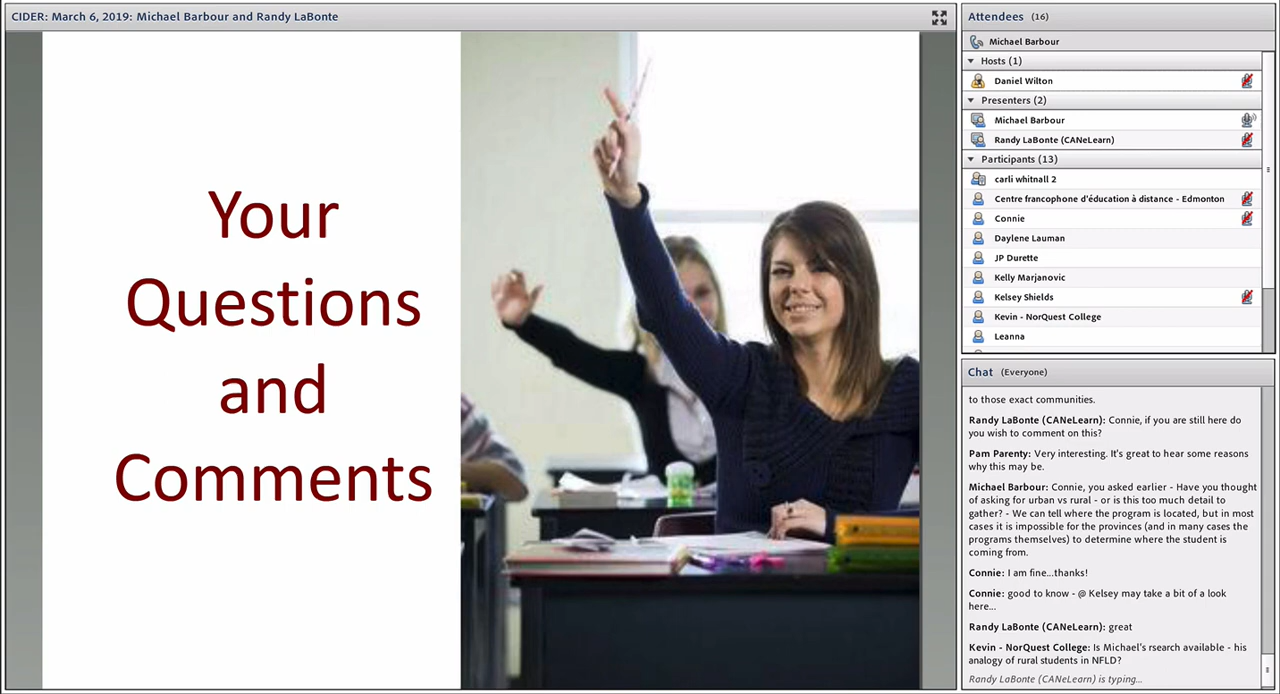 CIDER: March 6, 2019: Michael Barbour and Randy LaBonte
Your
Questions
and
Comments
Attendees (16)
Michael Barbour
Hosts (1)
Daniel Wilton
Presenters (2)
Michael Barbour
Randy LaBonte (CANeLearn)
Participants (13)
carli whitnall 2
Centre francophone d'éducation à distance - Edmonton
Connie
Daylene Lauman
JP Durette
Kelly Marjanovic
Kelsey Shields
Kevin - NorQuest College
Leanna
Chat (Everyone)
to those exact communities.
Randy LaBonte (CANeLearn): Connie, if you are still here do
you wish to comment on this?
Pam Parenty: Very interesting. It's great to hear some reasons
why this may be.
Michael Barbour: Connie, you asked earlier - Have you thought
of asking for urban vs rural - or is this too much detail to
gather? - We can tell where the program is located, but in most
cases it is impossible for the provinces (and in many cases the
programs themselves) to determine where the student is
coming from.
Connie: I am fine...thanks!
Connie: good to know - @ Kelsey may take a bit of a look
here...
Randy LaBonte (CANeLearn): great
Kevin - NorQuest College: Is Michael's rsearch available - his
analogy of rural students in NFLD?
Randy LaBonte (CANeLearn) is typing...